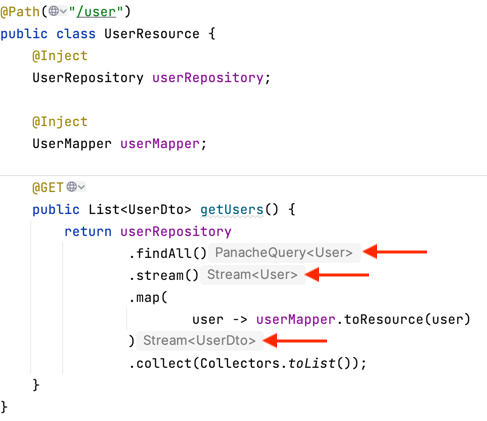 @Path("/user")
public class UserResource {
@Inject
UserRepository userRepository;
@Inject
UserMapper userMapper;
@GET
public List<UserDto> getUsers() {
return userRepository
.findAll() PanacheQuery<User>
.stream() Stream<User>
.map(
user -> userMapper.toResource(user)
) Stream<UserDto>
.collect(Collectors.toList());
}
}